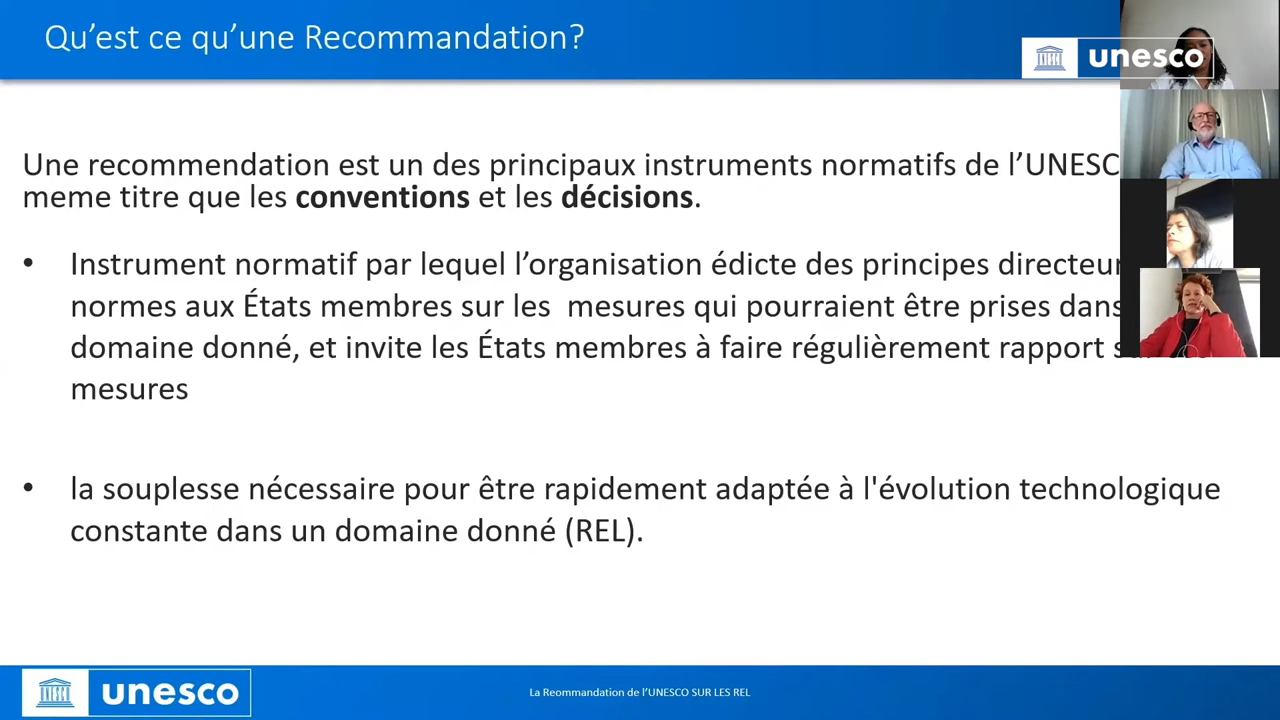 Qu’est ce qu’une Recommandation?
unesco
Une recommendation est un des principaux instruments normatifs de l’UNESC
meme titre que les conventions et les décisions.
• Instrument normatif par lequel l’organisation édicte des principes
normes aux États membres sur les mesures qui pourraient être prises dans
domaine donné, et invite les États membres à faire régulièrement rapport
mesures
• la souplesse nécessaire pour être rapidement adaptée à l'évolution technologique
constante dans un domaine donné (REL).
unesco
La Reommandation de l’UNESCO SUR LES REL